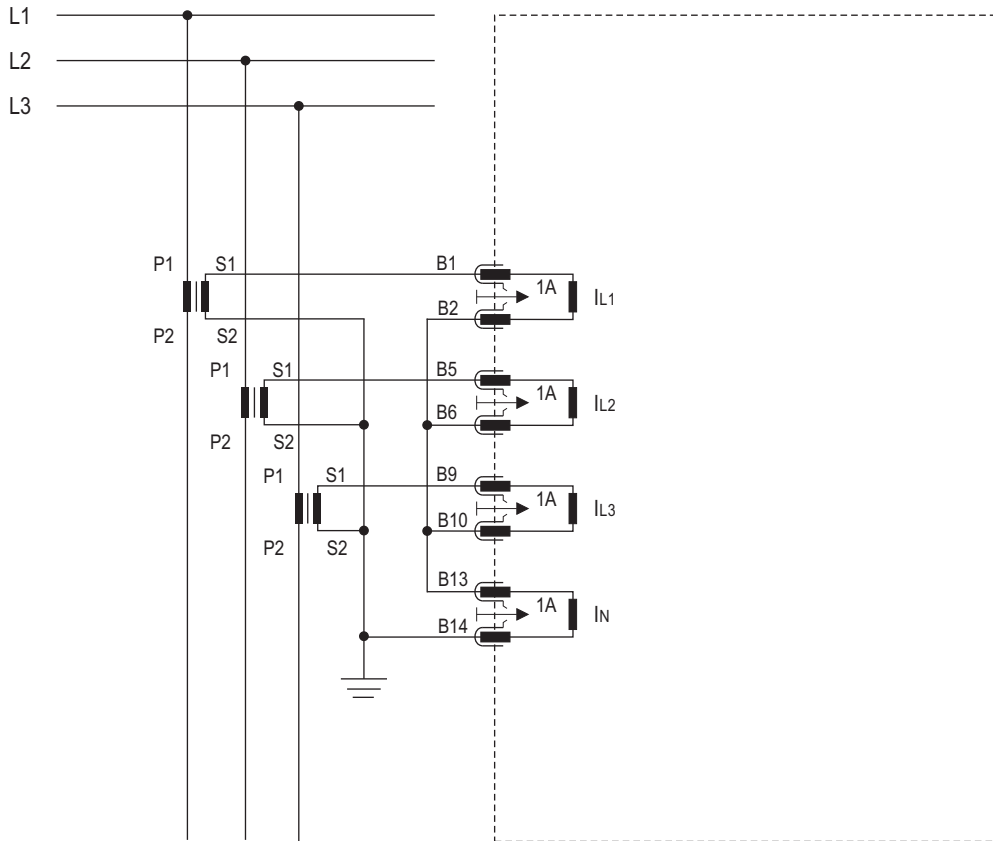 L1
L2
L3
P1 S1 B1 1A IL1
B2
P2 S2
P1 S1 B5 1A IL2
B6
P2 S2
P1 S1 B9 1A IL3
B10
P2 S2
B13 1A IN
B14